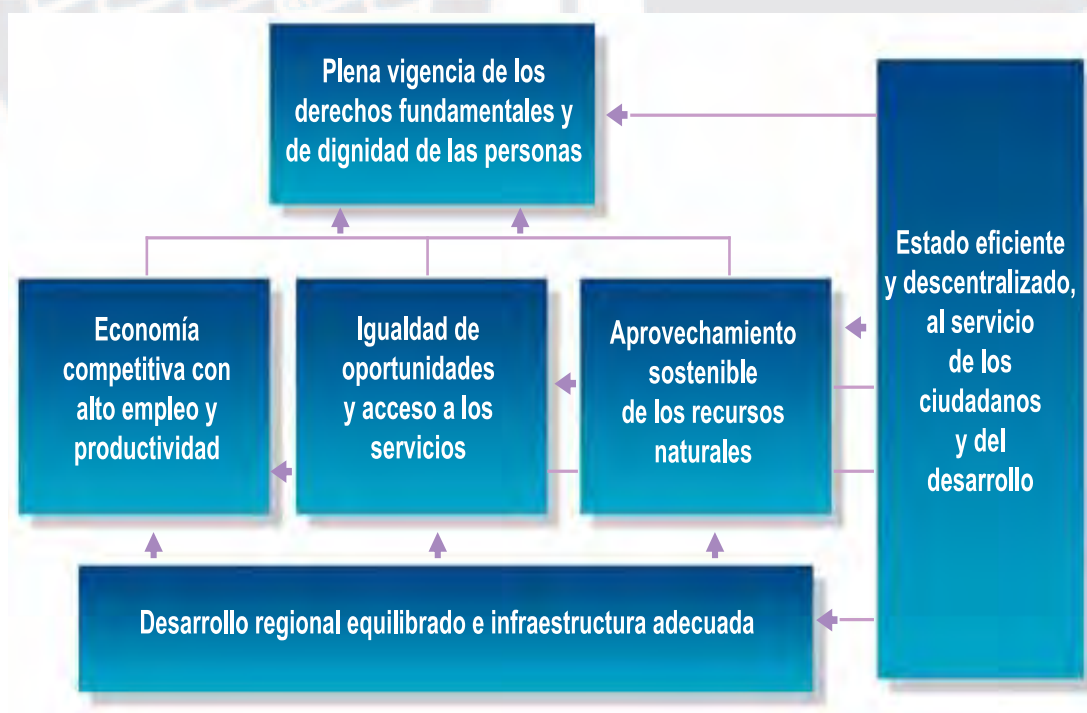 Plena vigencia de los
derechos fundamentales y
de dignidad de las personas
Economía
competitiva con
alto empleo y
productividad
Igualdad de
oportunidades
y acceso a los
servicios
Aprovechamiento
sostenible
de los recursos
naturales
Estado eficiente
y descentralizado,
al servicio
de los
ciudadanos
y del
desarrollo
Desarrollo regional equilibrado e infraestructura adecuada